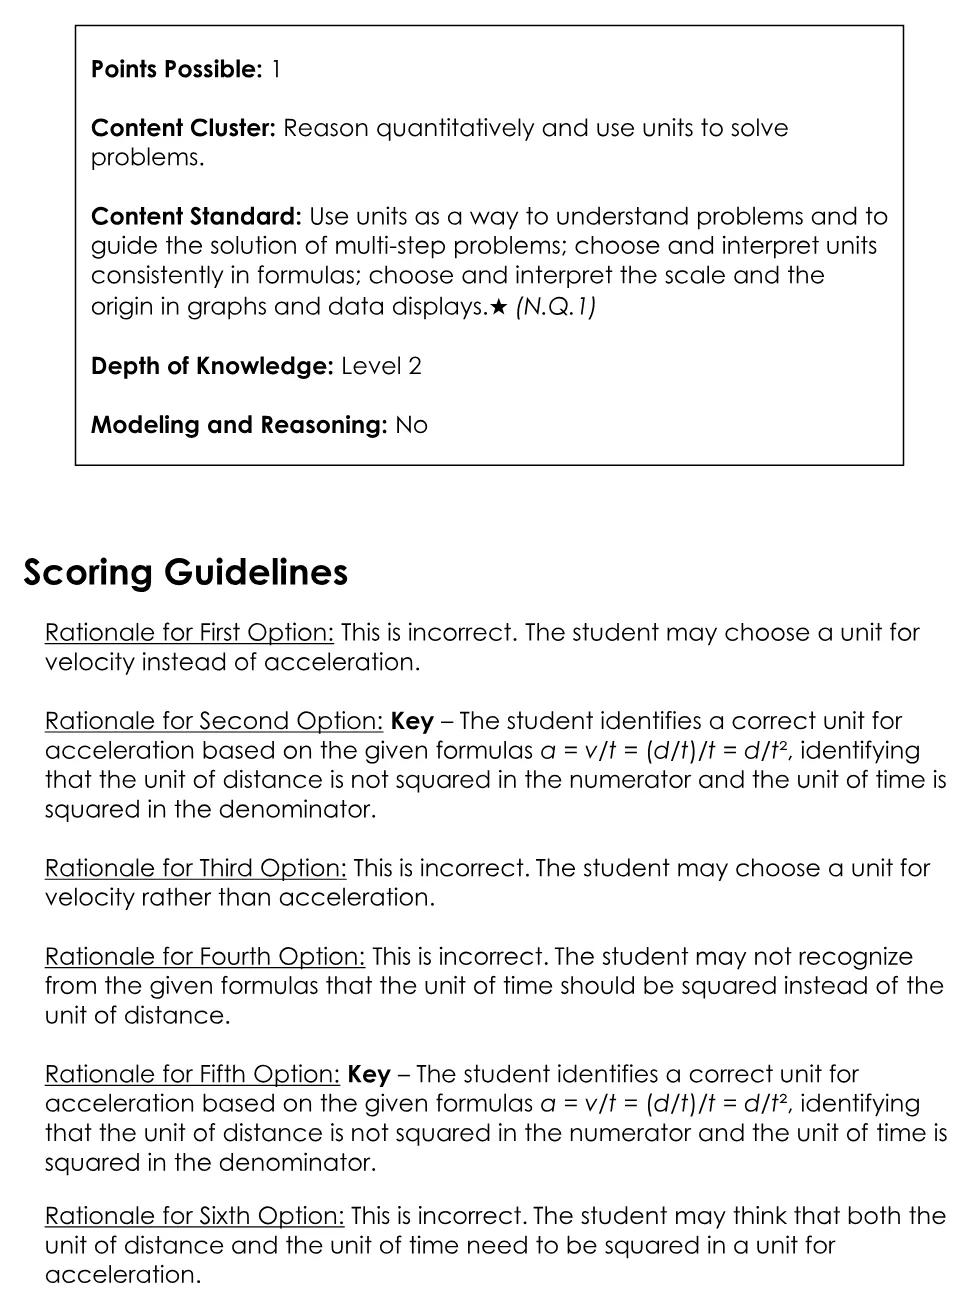 Points Possible: 1
Content Cluster: Reason quantitatively and use units to solve
problems.
Content Standard: Use units as a way to understand problems and to
guide the solution of multi-step problems; choose and interpret units
consistently in formulas; choose and interpret the scale and the
origin in graphs and data displays.★ (N.Q.1)
Depth of Knowledge: Level 2
Modeling and Reasoning: No
Scoring Guidelines
Rationale for First Option: This is incorrect. The student may choose a unit for
velocity instead of acceleration.
Rationale for Second Option: Key – The student identifies a correct unit for
acceleration based on the given formulas a = v/t = (d/t)/t = d/t², identifying
that the unit of distance is not squared in the numerator and the unit of time is
squared in the denominator.
Rationale for Third Option: This is incorrect. The student may choose a unit for
velocity rather than acceleration.
Rationale for Fourth Option: This is incorrect. The student may not recognize
from the given formulas that the unit of time should be squared instead of the
unit of distance.
Rationale for Fifth Option: Key – The student identifies a correct unit for
acceleration based on the given formulas a = v/t = (d/t)/t = d/t², identifying
that the unit of distance is not squared in the numerator and the unit of time is
squared in the denominator.
Rationale for Sixth Option: This is incorrect. The student may think that both the
unit of distance and the unit of time need to be squared in a unit for
acceleration.